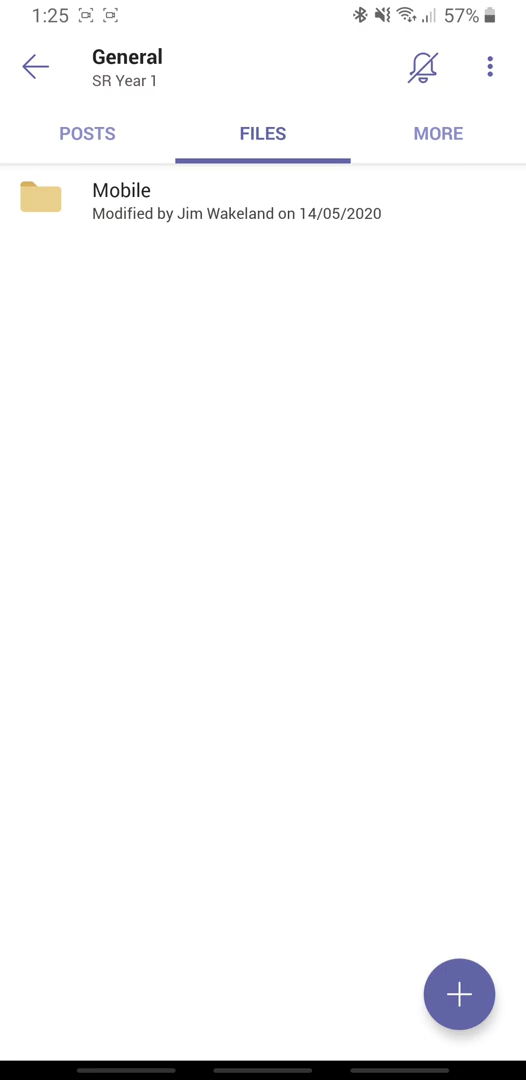 1:25 57%
General
SR Year 1
POSTS FILES MORE
Mobile
Modified by Jim Wakeland on 14/05/2020